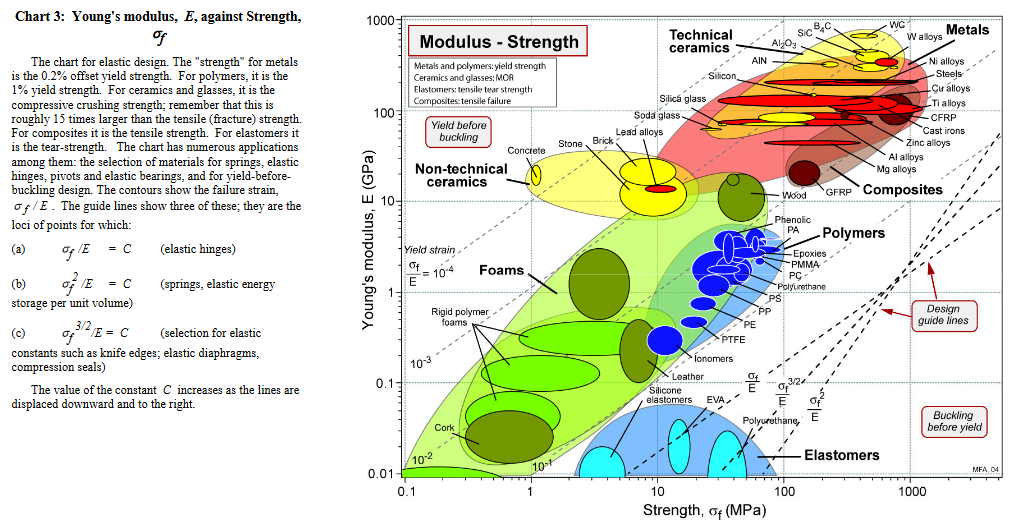 Chart 3: Young's modulus, E, against Strength,
σf
The chart for elastic design. The "strength" for metals
is the 0.2% offset yield strength. For polymers, it is the
1% yield strength. For ceramics and glasses, it is the
compressive crushing strength; remember that this is
roughly 15 times larger than the tensile (fracture) strength.
For composites it is the tensile strength. For elastomers it
is the tear-strength. The chart has numerous applications
among them: the selection of materials for springs, elastic
hinges, pivots and elastic bearings, and for yield-before-
buckling design. The contours show the failure strain,
σf / E . The guide lines show three of these; they are the
loci of points for which:
(a) σf /E = C (elastic hinges)
(b) σf² /E = C (springs, elastic energy
storage per unit volume)
(c) σf^3/2 /E = C (selection for elastic
constants such as knife edges; elastic diaphragms,
compression seals)
The value of the constant C increases as the lines are
displaced downward and to the right.
Modulus - Strength
Metals and polymers: yield strength
Ceramics and glasses: MOR
Elastomers: tensile tear strength
Composites: tensile failure
Technical
ceramics
Metals
B4C
WC
SiC
W alloys
Al2O3
AlN
Ni alloys
Steels
Silicon
Cu alloys
Silica glass
Ti alloys
Soda glass
CFRP
Cast irons
Zinc alloys
Al alloys
Mg alloys
Yield before
buckling
Lead alloys
Brick
Stone
Concrete
Non-technical
ceramics
GFRP
Composites
Wood
Phenolic
PA
Polymers
Epoxies
PMMA
PC
Polyurethane
PS
PP
PE
PTFE
Ionomers
Leather
Yield strain
σf
E
= 10-4
Foams
Rigid polymer
foams
10-3
Cork
10-2
10-1
Silicone
elastomers
EVA
Polyurethane
Elastomers
σf
E
σf 3/2
E
σf 2
E
Design
guide lines
Buckling
before yield
MFA, 04
1000
100
10
1
0.1
0.01
Young's modulus, E (GPa)
0.1
1
10
100
1000
Strength, σf (MPa)